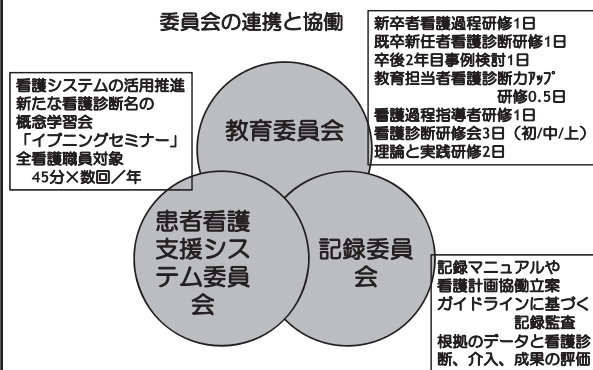 委員会の連携と協働
新卒者看護過程研修1日
既卒新任者看護診断研修1日
卒後2年目事例検討1日
教育担当者看護診断力ｱｯﾌﾟ
研修0.5日
看護過程指導者研修1日
看護診断研修会3日（初/中/上）
理論と実践研修2日
看護システムの活用推進
新たな看護診断名の
概念学習会
「イブニングセミナー」
全看護職員対象
45分×数回／年
教育委員会
患者看護
支援シス
テム委員
会
記録委員
会
記録マニュアルや
看護計画協働立案
ガイドラインに基づく
記録監査
根拠のデータと看護診
断、介入、成果の評価